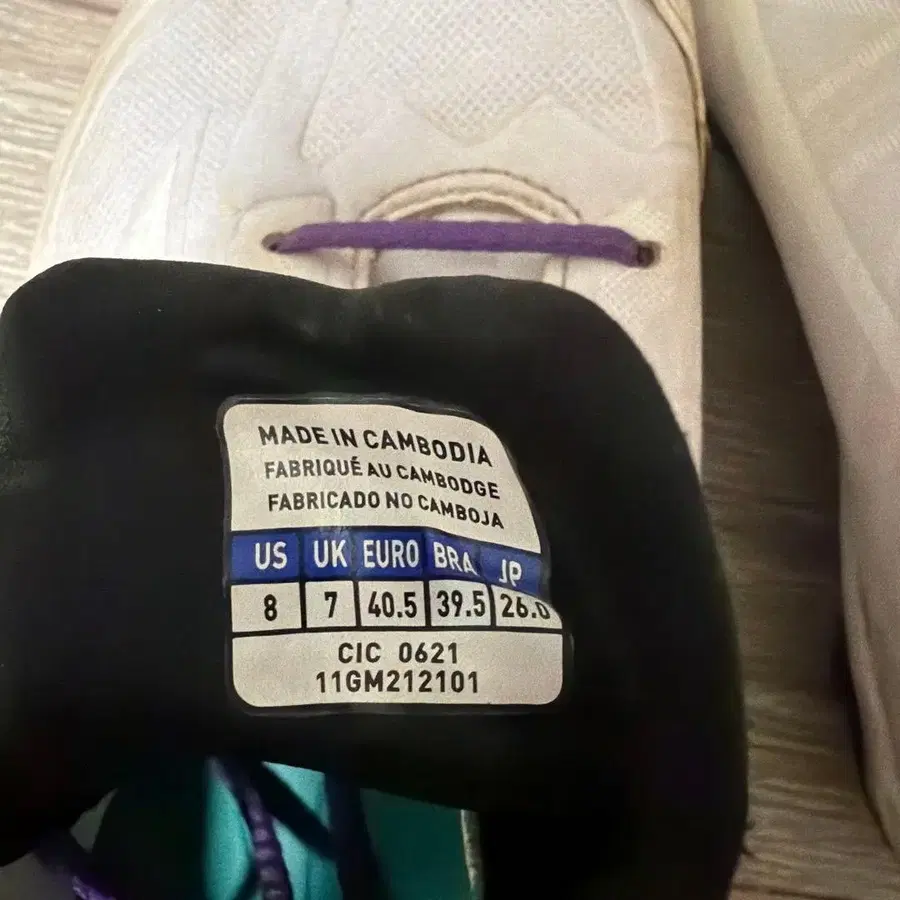 MADE IN CAMBODIA
FABRIQUÉ AU CAMBODGE
FABRICADO NO CAMBOJA
US UK EURO BRA JP
8 7 40.5 39.5 26.0
CIC 0621
11GM212101